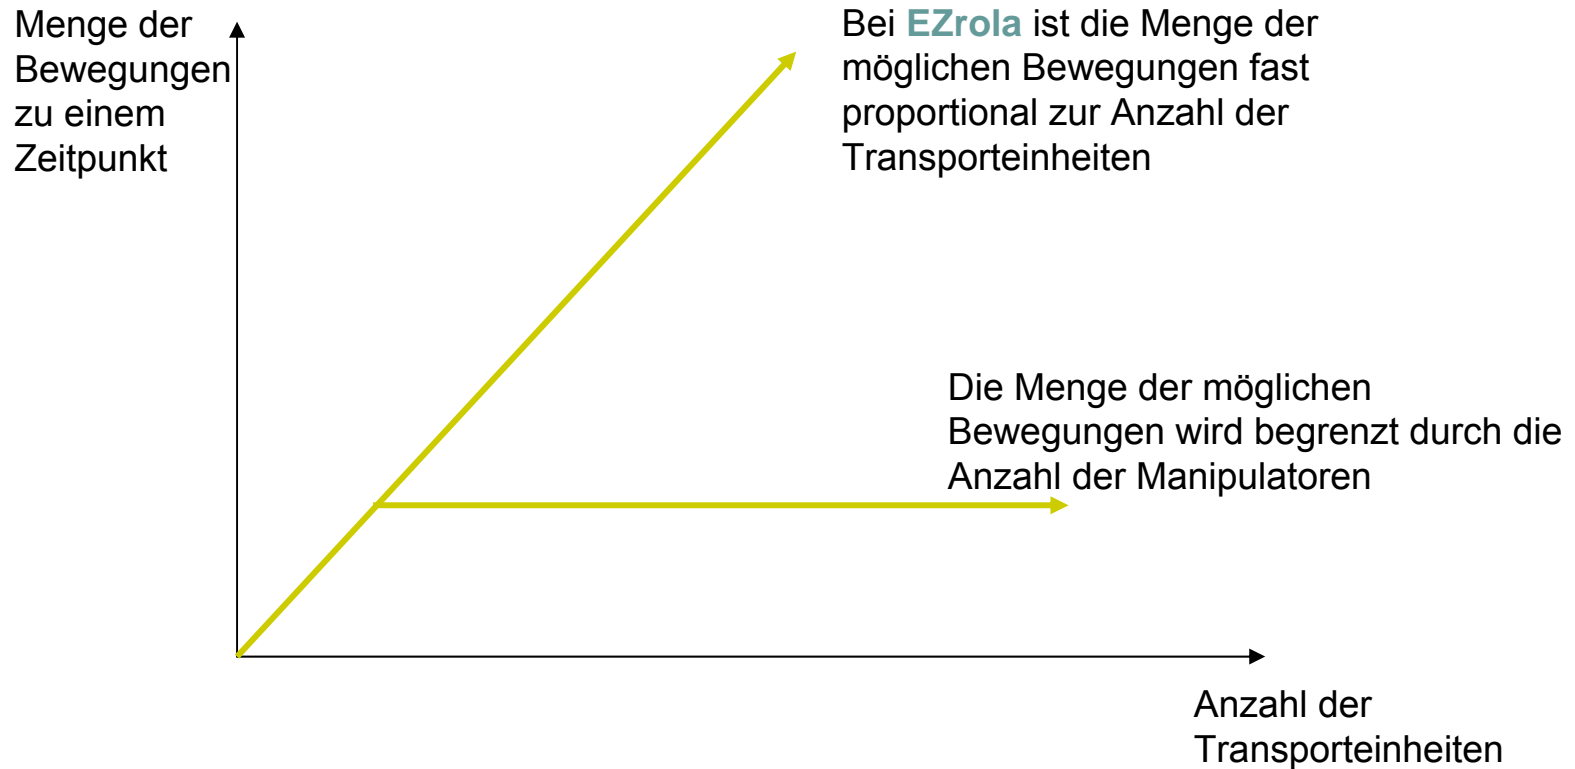 Menge der
Bewegungen
zu einem
Zeitpunkt
Bei EZrola ist die Menge der
möglichen Bewegungen fast
proportional zur Anzahl der
Transporteinheiten
Die Menge der möglichen
Bewegungen wird begrenzt durch die
Anzahl der Manipulatoren
Anzahl der
Transporteinheiten